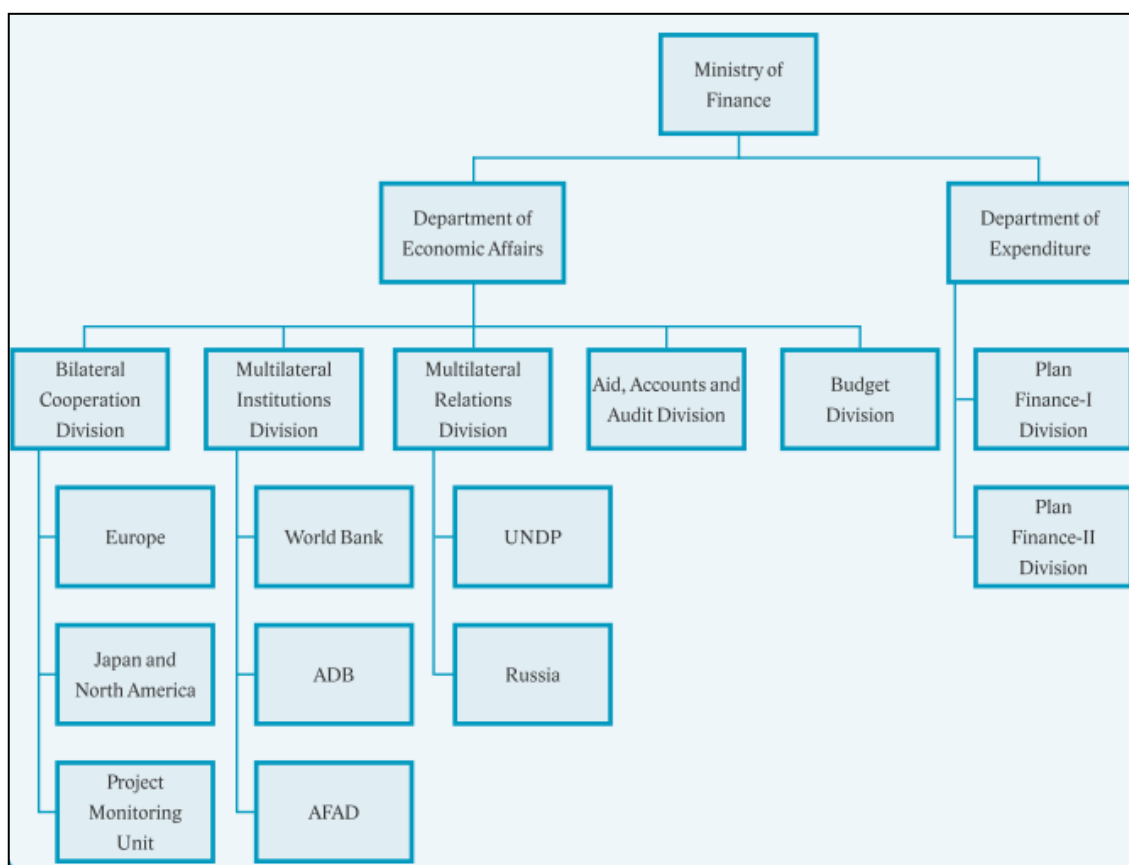 Ministry of
Finance
Department of
Economic Affairs
Department of
Expenditure
Bilateral
Cooperation
Division
Multilateral
Institutions
Division
Multilateral
Relations
Division
Aid, Accounts and
Audit Division
Budget
Division
Plan
Finance-I
Division
Europe
World Bank
UNDP
Plan
Finance-II
Division
Japan and
North America
ADB
Russia
Project
Monitoring
Unit
AFAD